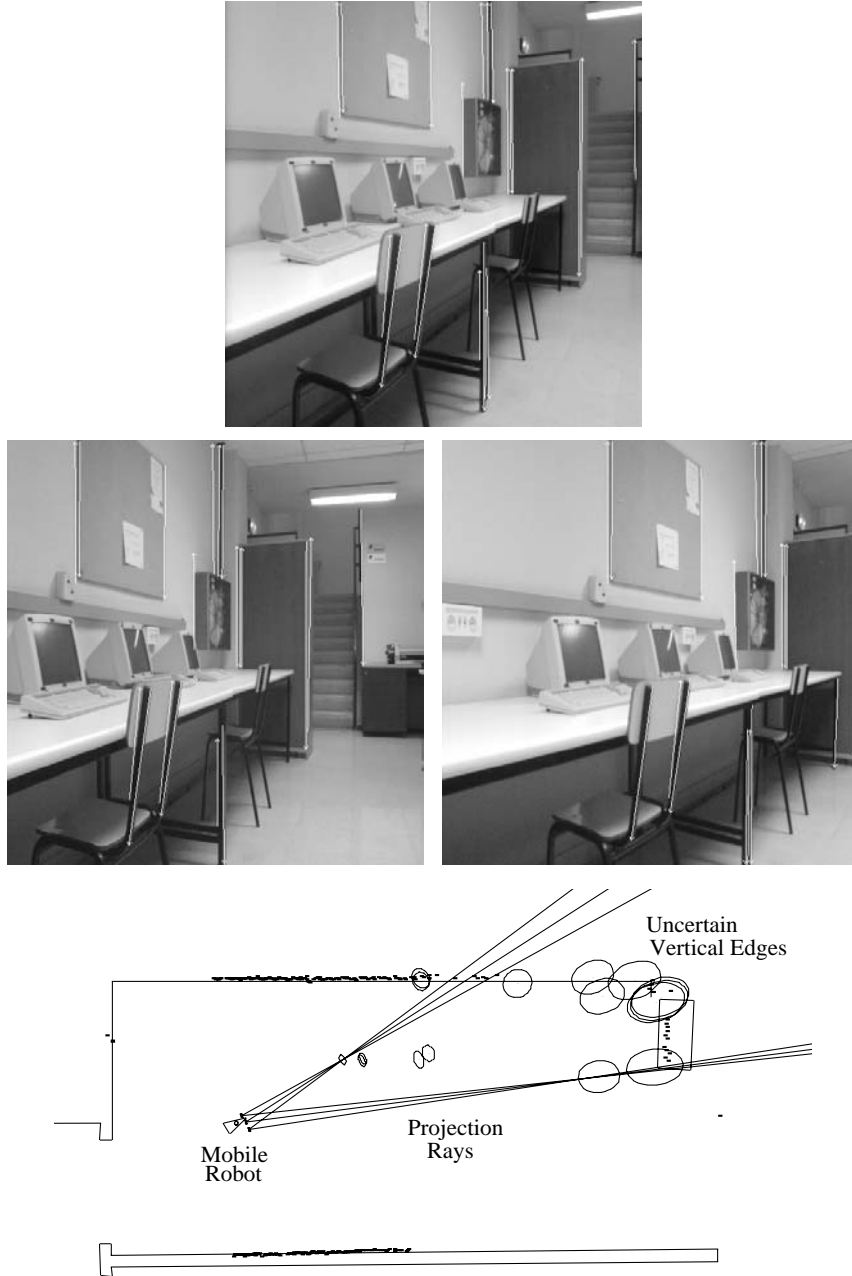 Uncertain
Vertical Edges
Projection
Rays
Mobile
Robot